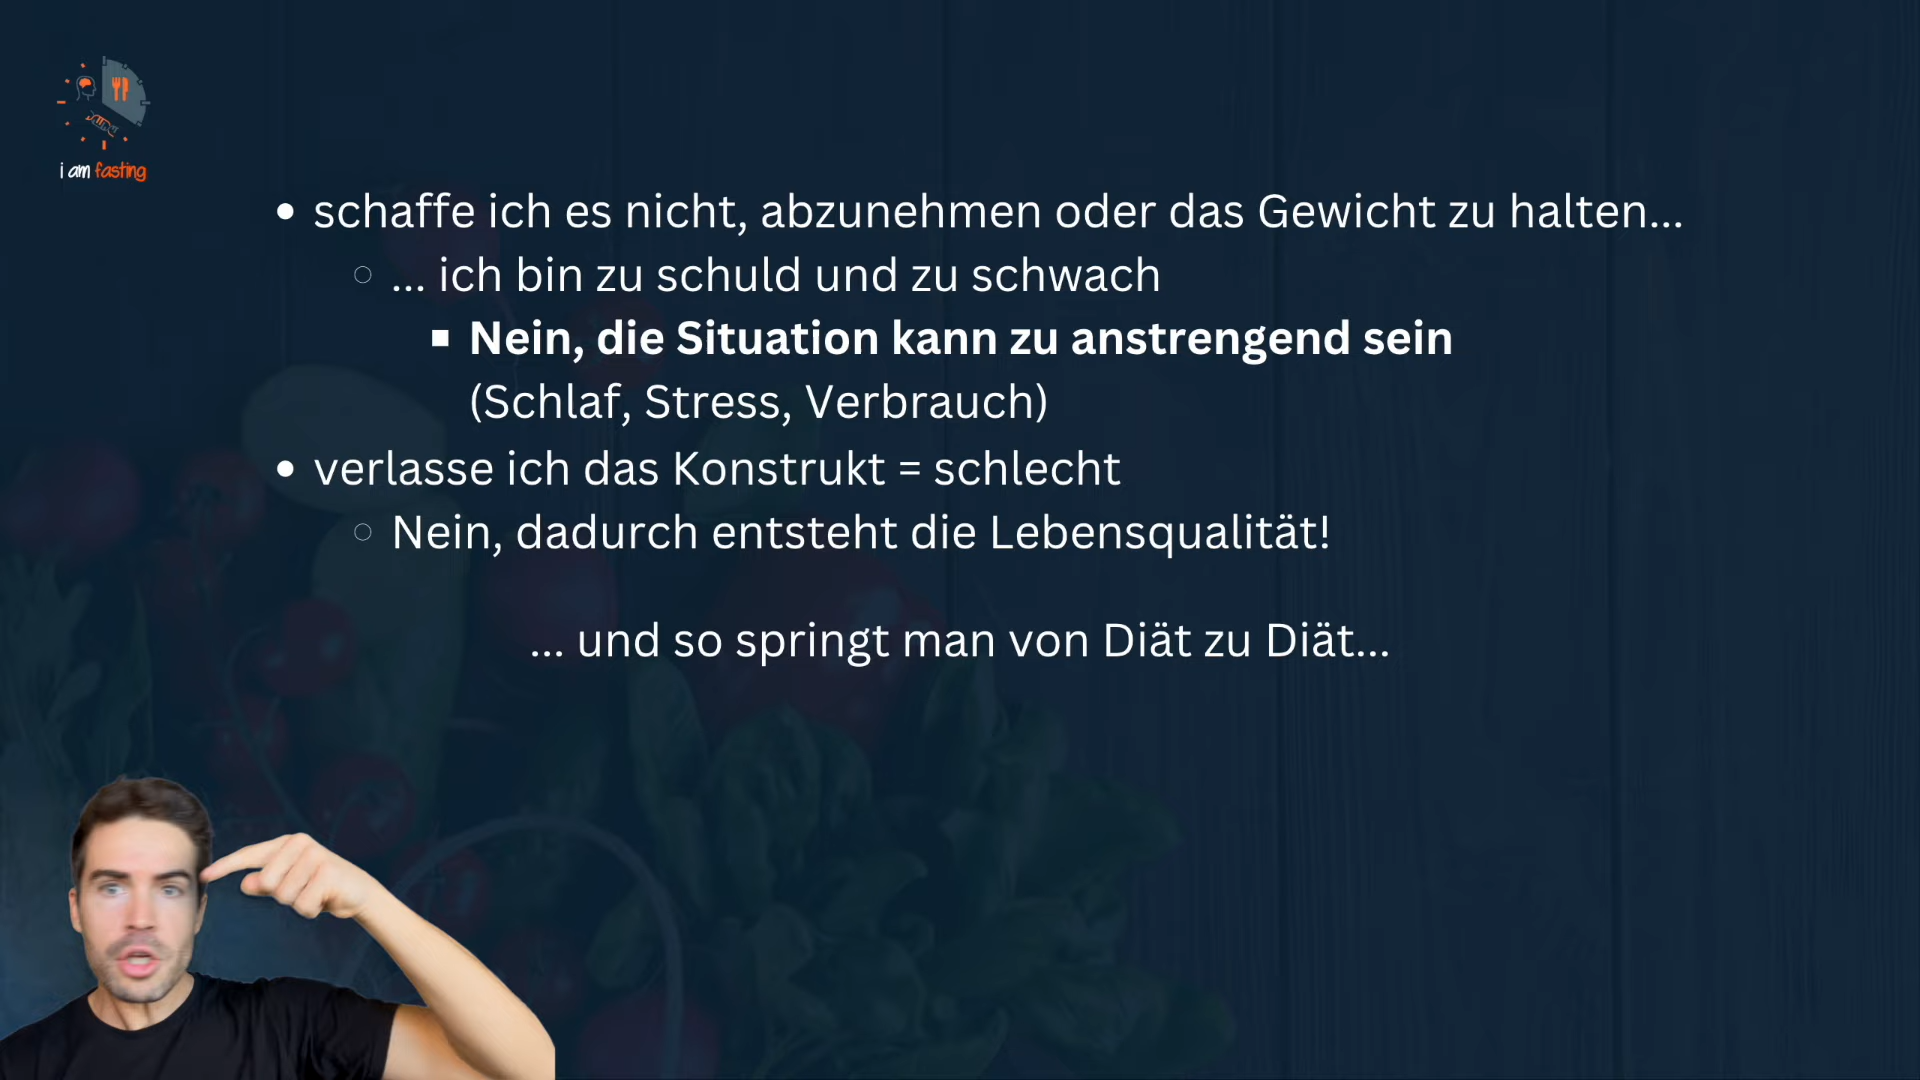 i am fasting
• schaffe ich es nicht, abzunehmen oder das Gewicht zu halten...
○ ... ich bin zu schuld und zu schwach
▪ Nein, die Situation kann zu anstrengend sein
(Schlaf, Stress, Verbrauch)
• verlasse ich das Konstrukt = schlecht
○ Nein, dadurch entsteht die Lebensqualität!
... und so springt man von Diät zu Diät...